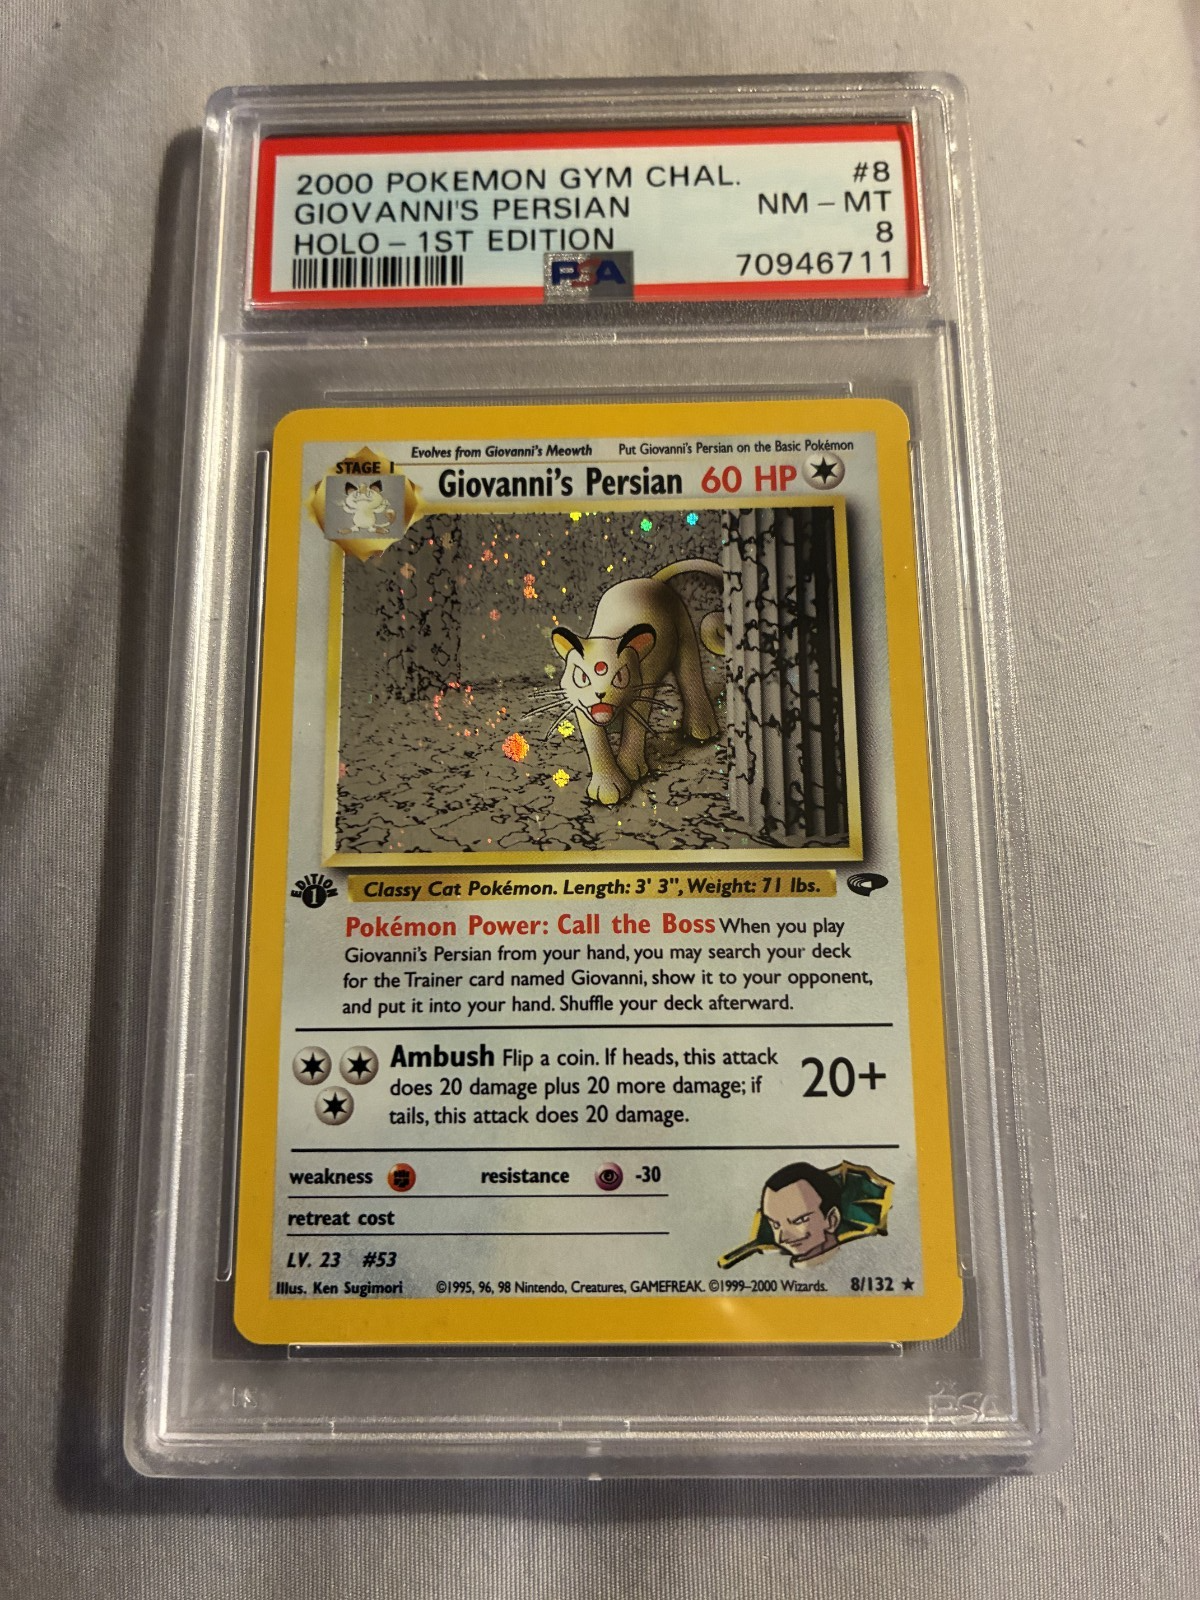 2000 POKEMON GYM CHAL. #8
GIOVANNI'S PERSIAN NM - MT
HOLO - 1ST EDITION 8
PSA 70946711
Evolves from Giovanni's Meowth Put Giovanni's Persian on the Basic Pokémon
STAGE 1
Giovanni's Persian 60 HP
EDITION 1
Classy Cat Pokémon. Length: 3' 3", Weight: 71 lbs.
Pokémon Power: Call the Boss When you play
Giovanni's Persian from your hand, you may search your deck
for the Trainer card named Giovanni, show it to your opponent,
and put it into your hand. Shuffle your deck afterward.
Ambush Flip a coin. If heads, this attack
does 20 damage plus 20 more damage; if
tails, this attack does 20 damage.
20+
weakness resistance -30
retreat cost
LV. 23 #53
Illus. Ken Sugimori ©1995, 96, 98 Nintendo, Creatures, GAMEFREAK. ©1999-2000 Wizards. 8/132 ★
PSA